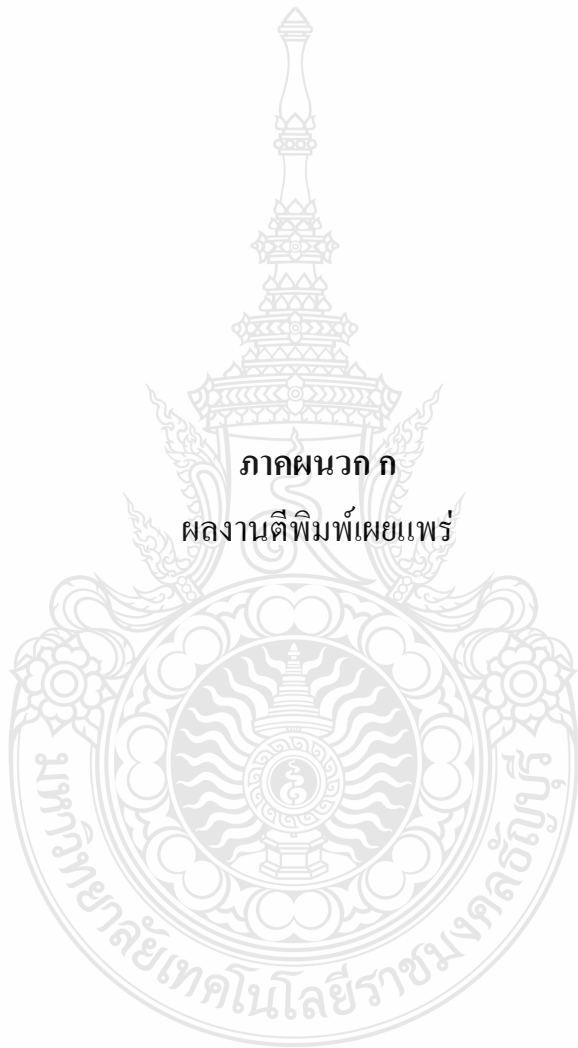 ภาคผนวก ก
ผลงานตีพิมพ์เผยแพร่
มหาวิทยาลัยเทคโนโลยีราชมงคลธัญบุรี